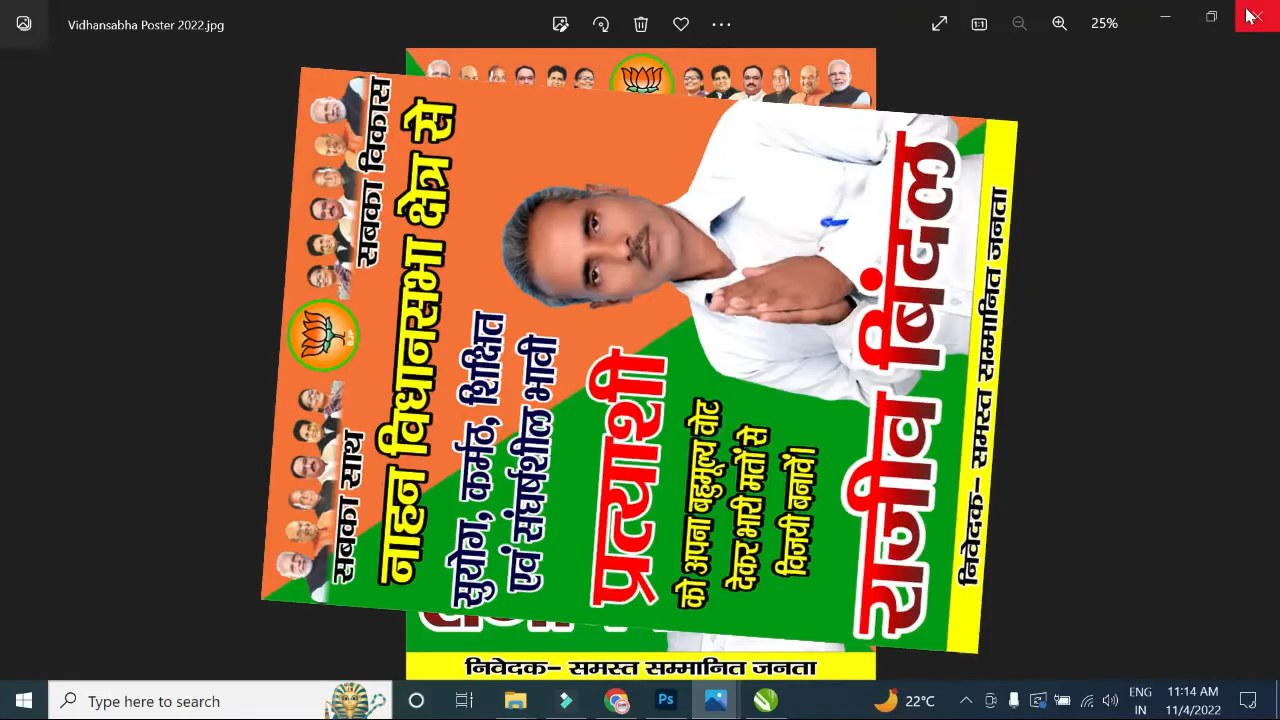 Vidhansabha Poster 2022.jpg
25%
BJP
सबका साथ
सबका विकास
नाहन विधानसभा क्षेत्र से
सुयोग, कर्मठ, शिक्षित
एवं संघर्षशील भावी
प्रत्याशी
को अपना बहुमूल्य वोट
देकर भारी मतों से
विजयी बनावें।
राजीव बिंदल
निवेदक- समस्त सम्मानित जनता
निवेदक- समस्त सम्मानित जनता
Type here to search
Ps
22°C
ENG
IN
11:14 AM
11/4/2022